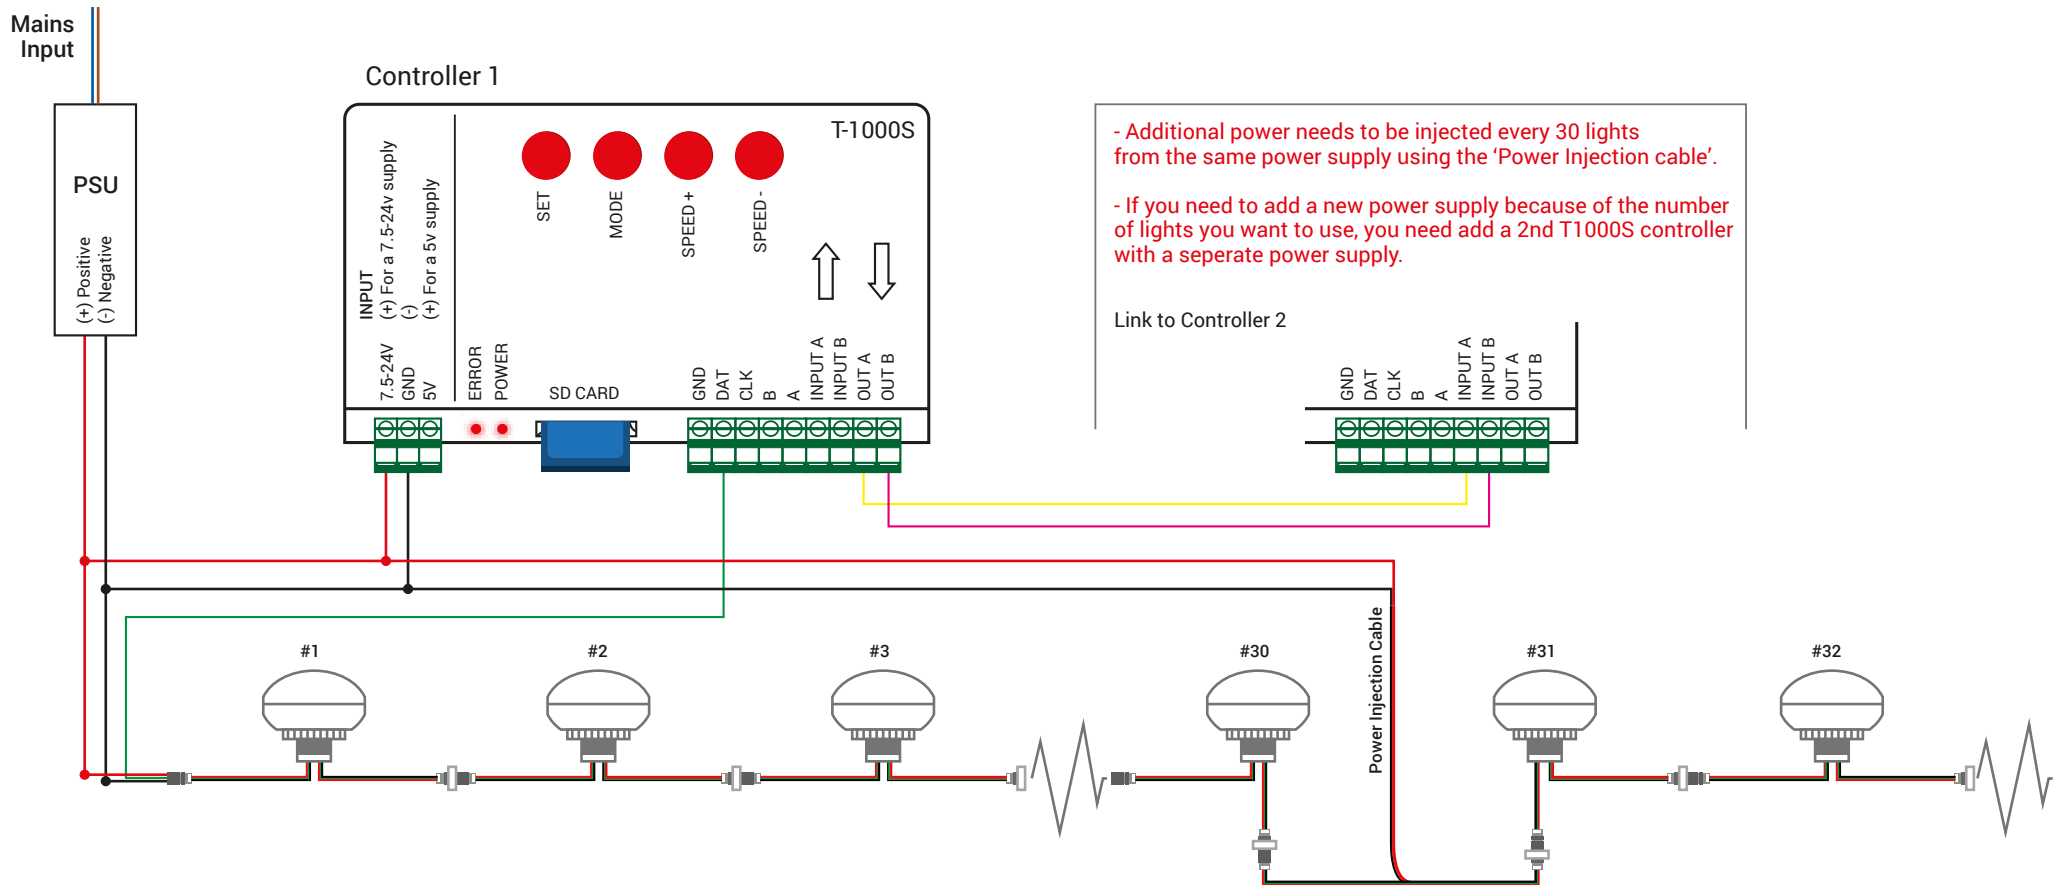 Mains
Input
PSU
(+) Positive
(-) Negative
Controller 1
T-1000S
INPUT
(+) For a 7.5-24v supply
(-)
(+) For a 5v supply
7.5-24V
GND
5V
ERROR
POWER
SET
MODE
SPEED +
SPEED -
SD CARD
GND
DAT
CLK
B
A
INPUT A
INPUT B
OUT A
OUT B
- Additional power needs to be injected every 30 lights
from the same power supply using the ‘Power Injection cable’.
- If you need to add a new power supply because of the number
of lights you want to use, you need add a 2nd T1000S controller
with a seperate power supply.
Link to Controller 2
GND
DAT
CLK
B
A
INPUT A
INPUT B
OUT A
OUT B
#1
#2
#3
#30
Power Injection Cable
#31
#32